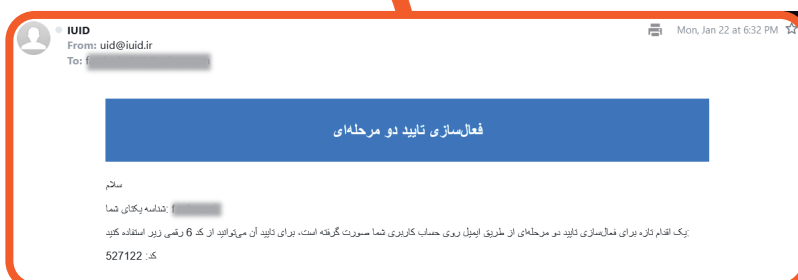 IUID
Mon, Jan 22 at 6:32 PM
From: uid@iuid.ir
To: f
فعال‌سازی تایید دو مرحله‌ای
سلام
شناسه یکتای شما: f
یک اقدام تازه برای فعال‌سازی تایید دو مرحله‌ای از طریق ایمیل روی حساب کاربری شما صورت گرفته است، برای تایید آن می‌توانید از کد 6 رقمی زیر استفاده کنید:
کد: 527122